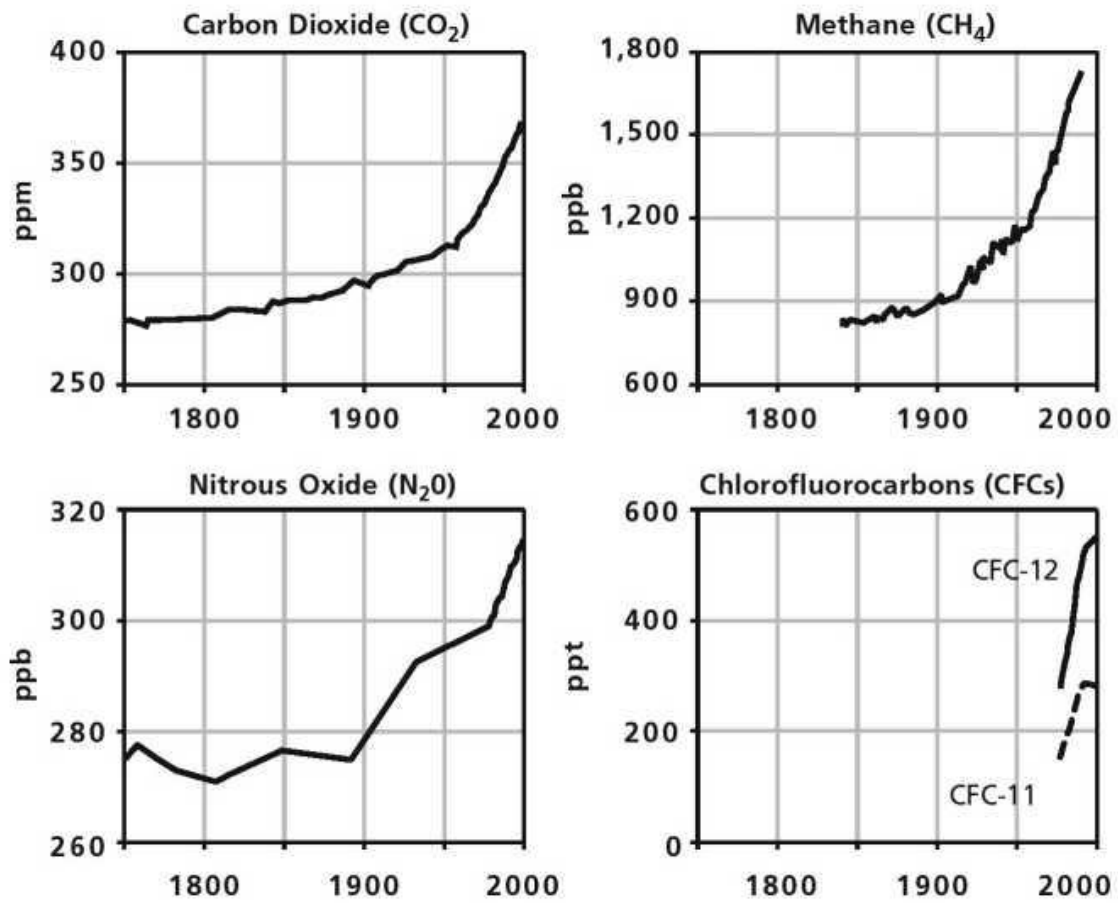 Carbon Dioxide (CO₂)
400
350
300
250
ppm
1800
1900
2000
Methane (CH₄)
1,800
1,500
1,200
900
600
ppb
1800
1900
2000
Nitrous Oxide (N₂0)
320
300
280
260
ppb
1800
1900
2000
Chlorofluorocarbons (CFCs)
600
400
200
0
ppt
CFC-12
CFC-11
1800
1900
2000